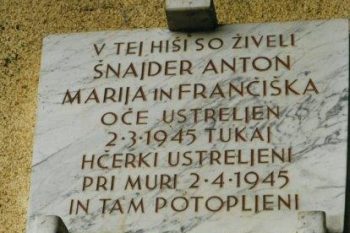 V TEJ HIŠI SO ŽIVELI
ŠNAJDER ANTON
MARIJA IN FRANČIŠKA
OČE USTRELJEN
2·3·1945 TUKAJ
HČERKI USTRELJENI
PRI MURI 2·4·1945
IN TAM POTOPLJENI